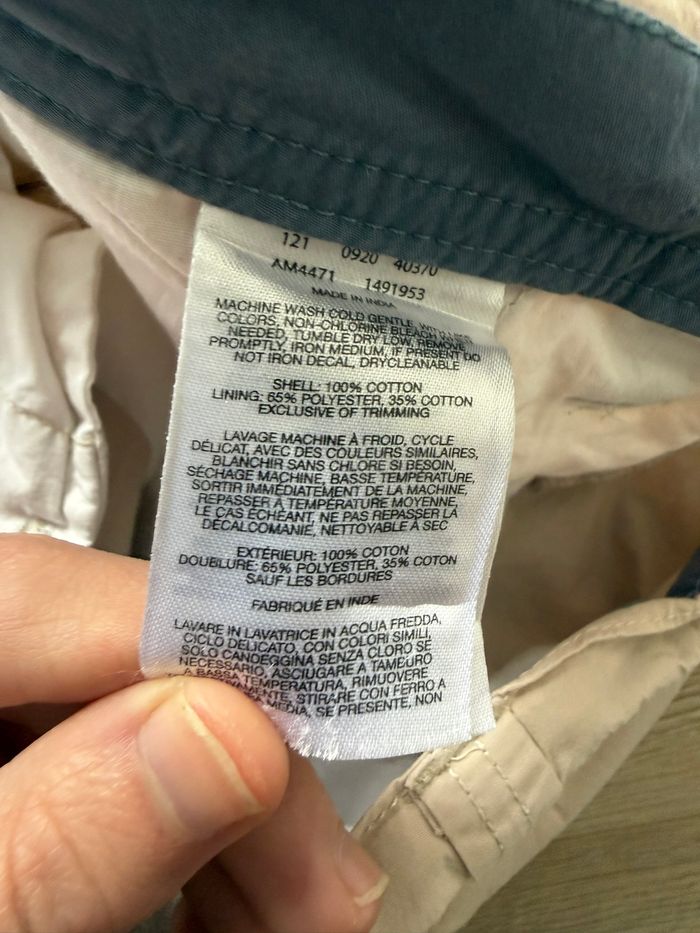 121 0920 40370
AM4471 1491953
MADE IN INDIA
MACHINE WASH COLD GENTLE, WITH LIKE
COLORS, NON-CHLORINE BLEACH WHEN
NEEDED, TUMBLE DRY LOW, REMOVE
PROMPTLY, IRON MEDIUM, IF PRESENT DO
NOT IRON DECAL, DRYCLEANABLE
SHELL: 100% COTTON
LINING: 65% POLYESTER, 35% COTTON
EXCLUSIVE OF TRIMMING
LAVAGE MACHINE À FROID, CYCLE
DÉLICAT, AVEC DES COULEURS SIMILAIRES,
BLANCHIR SANS CHLORE SI BESOIN,
SÉCHAGE MACHINE, BASSE TEMPÉRATURE,
SORTIR IMMÉDIATEMENT DE LA MACHINE,
REPASSER À TEMPÉRATURE MOYENNE,
LE CAS ÉCHÉANT, NE PAS REPASSER LA
DÉCALCOMANIE, NETTOYABLE À SEC
EXTÉRIEUR: 100% COTON
DOUBLURE: 65% POLYESTER, 35% COTON
SAUF LES BORDURES
FABRIQUÉ EN INDE
LAVARE IN LAVATRICE IN ACQUA FREDDA,
CICLO DELICATO, CON COLORI SIMILI,
SOLO CANDEGGINA SENZA CLORO SE
NECESSARIO, ASCIUGARE A TAMBURO
A BASSA TEMPERATURA, RIMUOVERE
STIRARE CON FERRO A
MEDIA, SE PRESENTE, NON